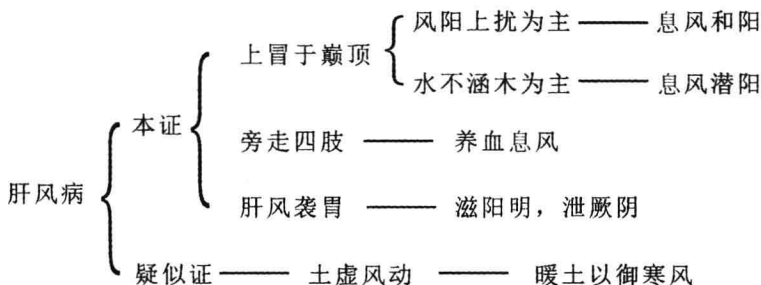 风阳上扰为主——息风和阳
上冒于巅顶
水不涵木为主——息风潜阳
本证
旁走四肢——养血息风
肝风病
肝风袭胃——滋阳明，泄厥阴
疑似证——土虚风动——暖土以御寒风